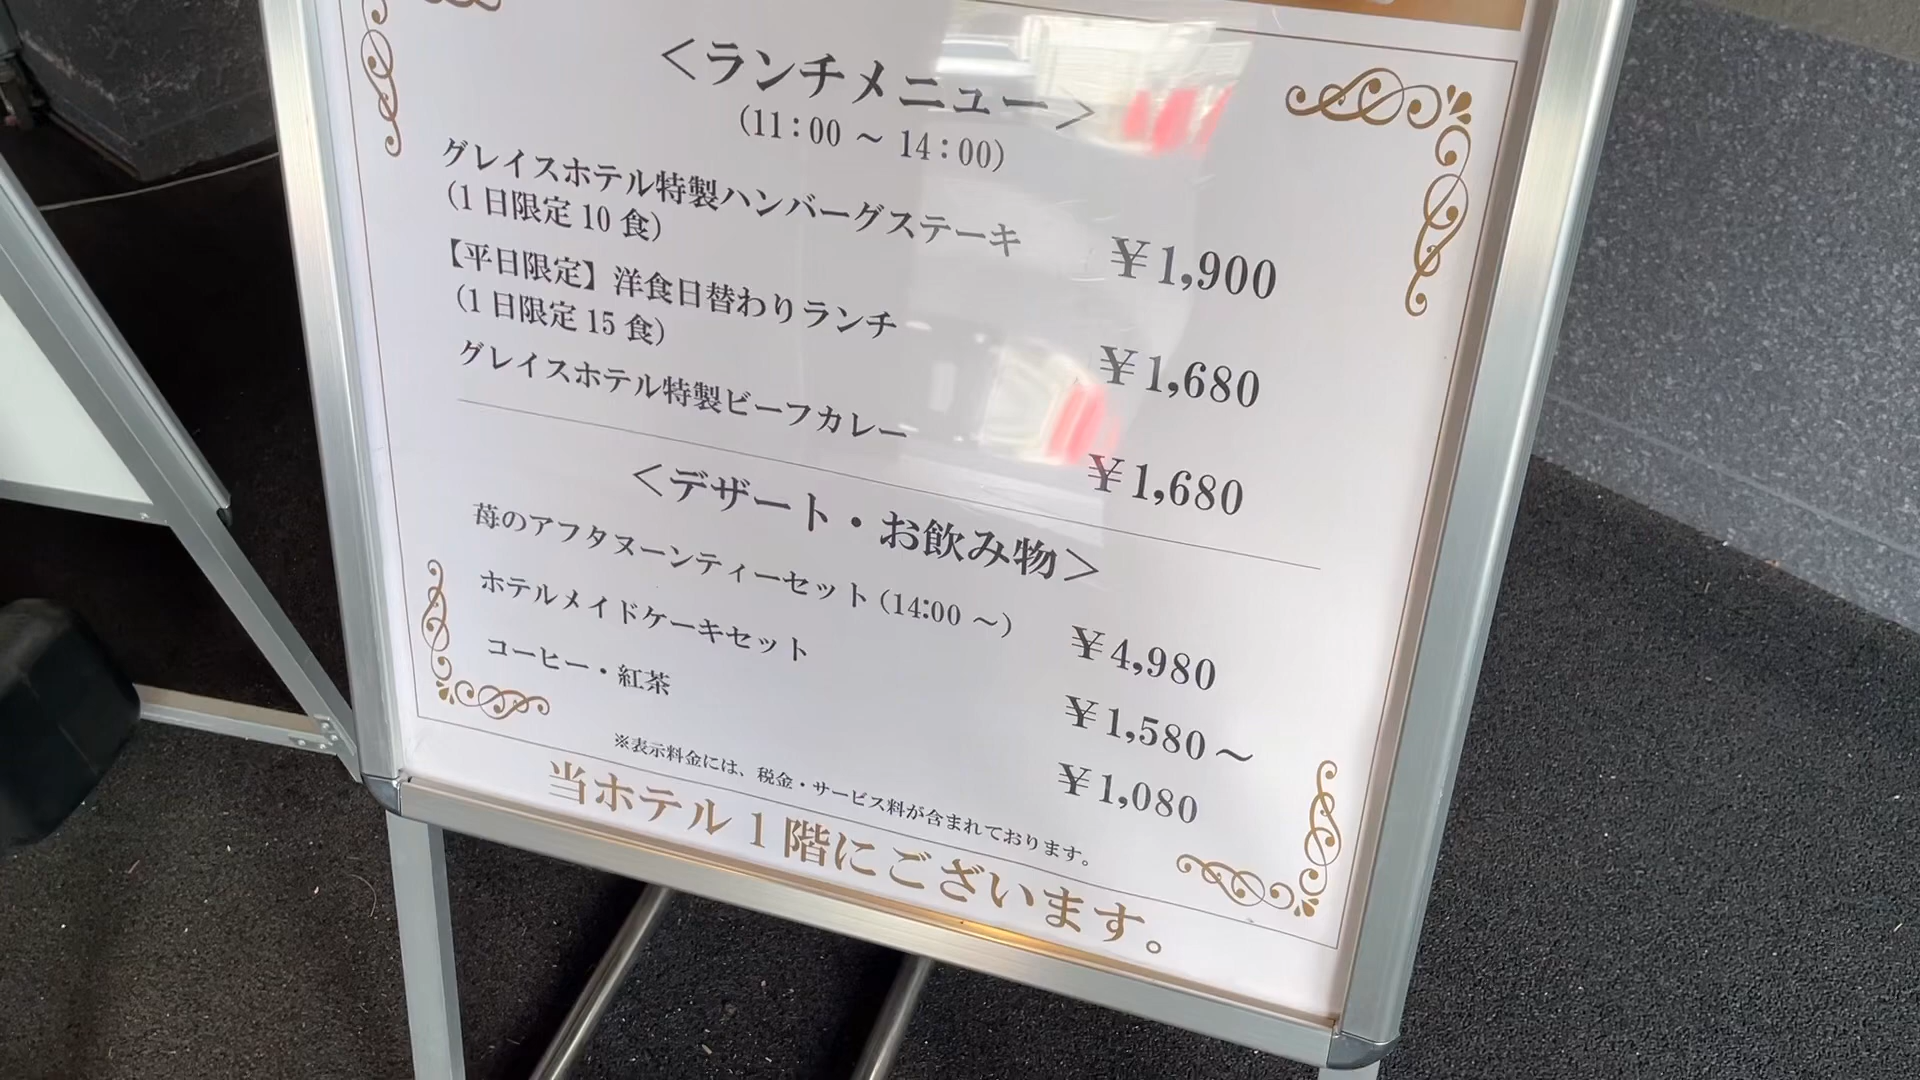 ＜ランチメニュー＞
（11：00 ～ 14：00）
グレイスホテル特製ハンバーグステーキ ￥1,900
（1日限定10食）
【平日限定】洋食日替わりランチ ￥1,680
（1日限定15食）
グレイスホテル特製ビーフカレー ￥1,680
＜デザート・お飲み物＞
苺のアフタヌーンティーセット（14:00 ～） ￥4,980
ホテルメイドケーキセット ￥1,580～
コーヒー・紅茶 ￥1,080
※表示料金には、税金・サービス料が含まれております。
当ホテル1階にございます。